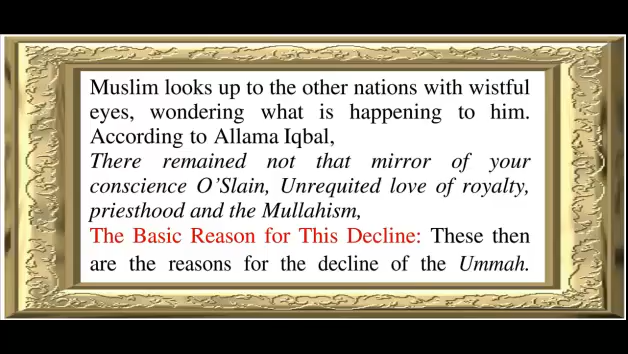 Muslim looks up to the other nations with wistful
eyes, wondering what is happening to him.
According to Allama Iqbal,
There remained not that mirror of your
conscience O’Slain, Unrequited love of royalty,
priesthood and the Mullahism,
The Basic Reason for This Decline: These then
are the reasons for the decline of the Ummah.